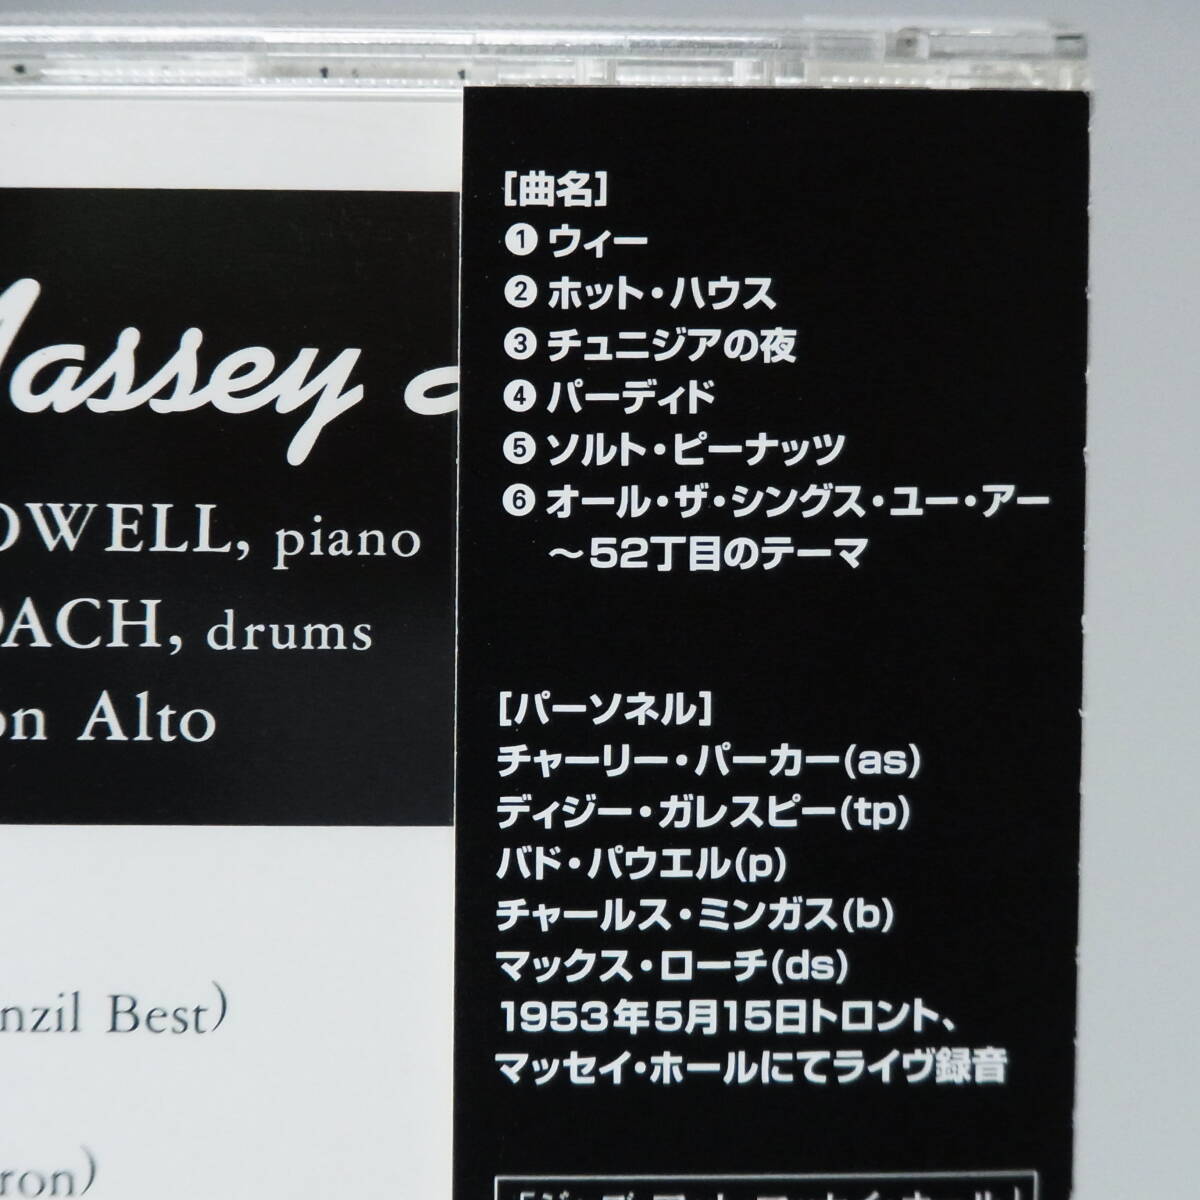 assey
OWELL, piano
OACH, drums
on Alto
nzil Best)
ron)
[曲名]
❶ウィー
❷ホット・ハウス
❸チュニジアの夜
❹パーディド
❺ソルト・ピーナッツ
❻オール・ザ・シングス・ユー・アー
～52丁目のテーマ
[パーソネル]
チャーリー・パーカー(as)
ディジー・ガレスピー(tp)
バド・パウエル(p)
チャールス・ミンガス(b)
マックス・ローチ(ds)
1953年5月15日トロント、
マッセイ・ホールにてライヴ録音